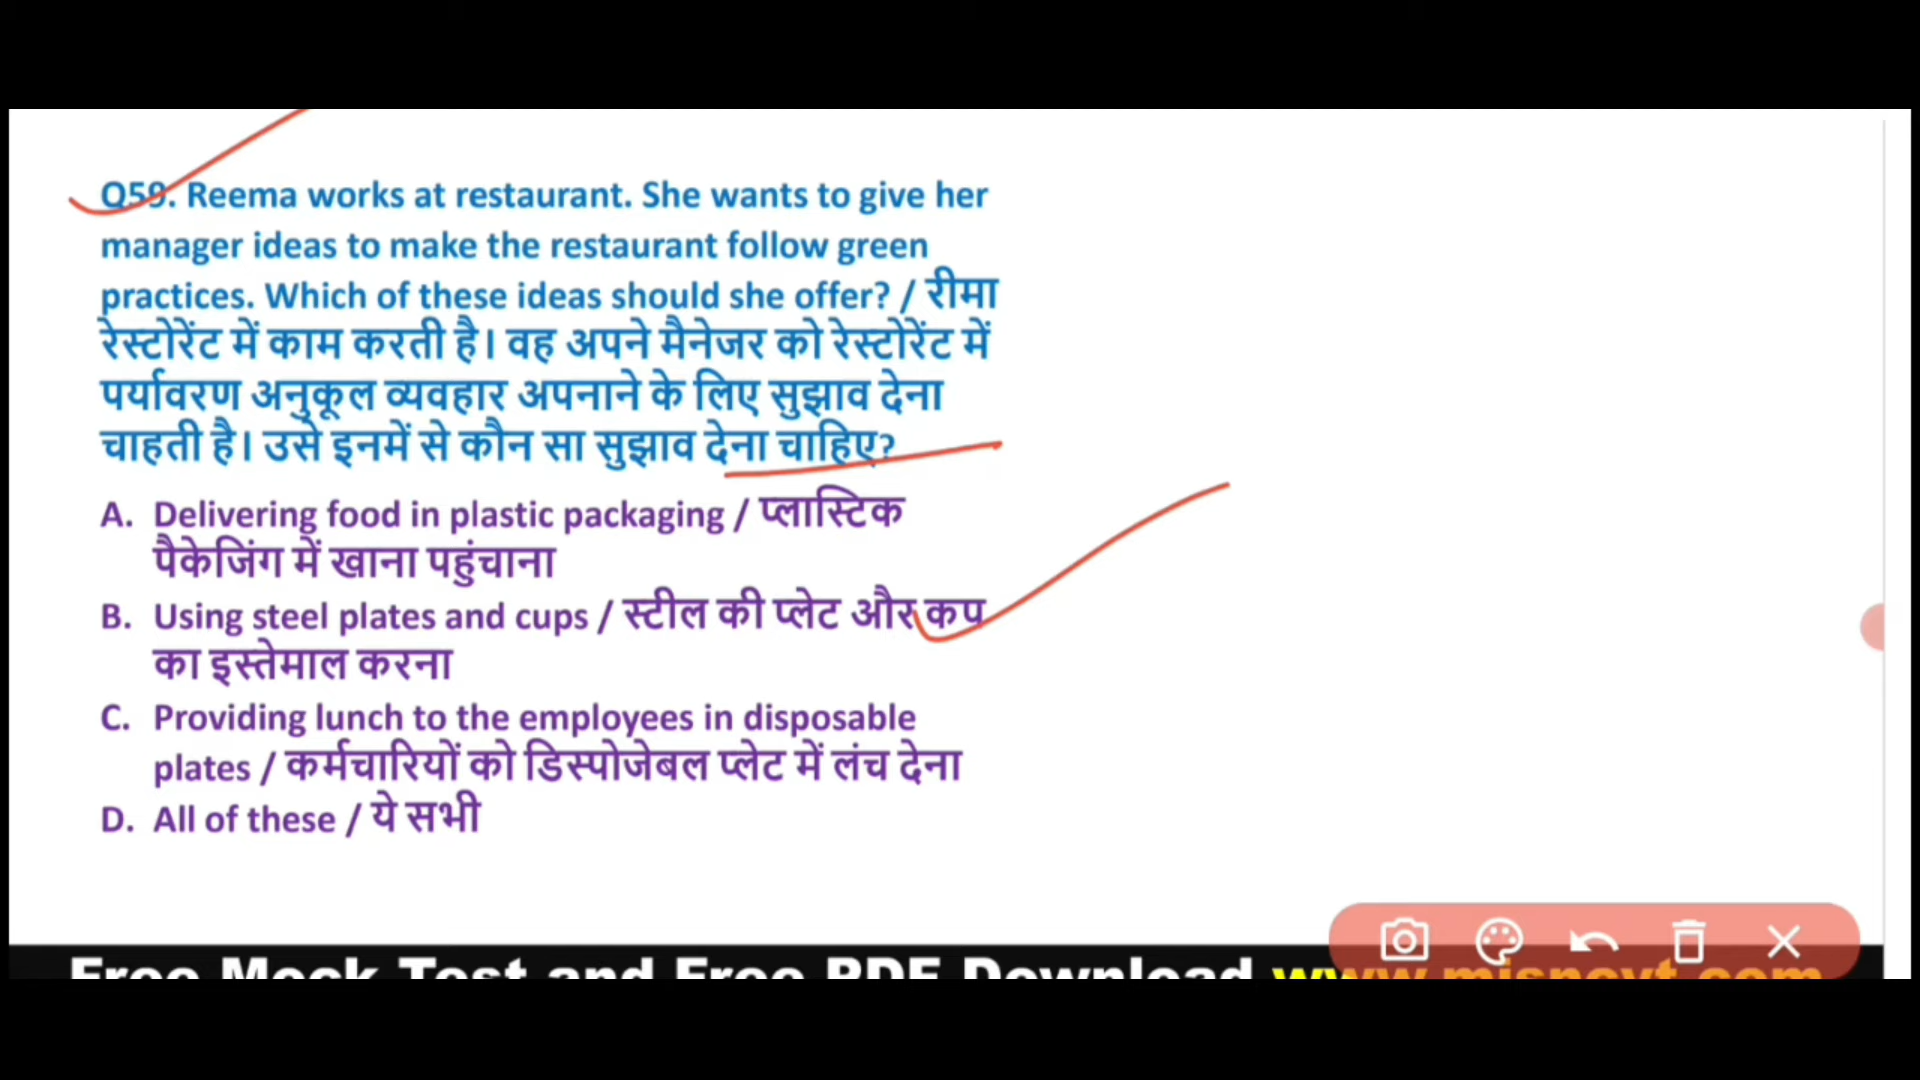 Q59. Reema works at restaurant. She wants to give her
manager ideas to make the restaurant follow green
practices. Which of these ideas should she offer? / रीमा
रेस्टोरेंट में काम करती है। वह अपने मैनेजर को रेस्टोरेंट में
पर्यावरण अनुकूल व्यवहार अपनाने के लिए सुझाव देना
चाहती है। उसे इनमें से कौन सा सुझाव देना चाहिए?
A. Delivering food in plastic packaging / प्लास्टिक
पैकेजिंग में खाना पहुंचाना
B. Using steel plates and cups / स्टील की प्लेट और कप
का इस्तेमाल करना
C. Providing lunch to the employees in disposable
plates / कर्मचारियों को डिस्पोजेबल प्लेट में लंच देना
D. All of these / ये सभी
Free Mock Test and Free PDF Download